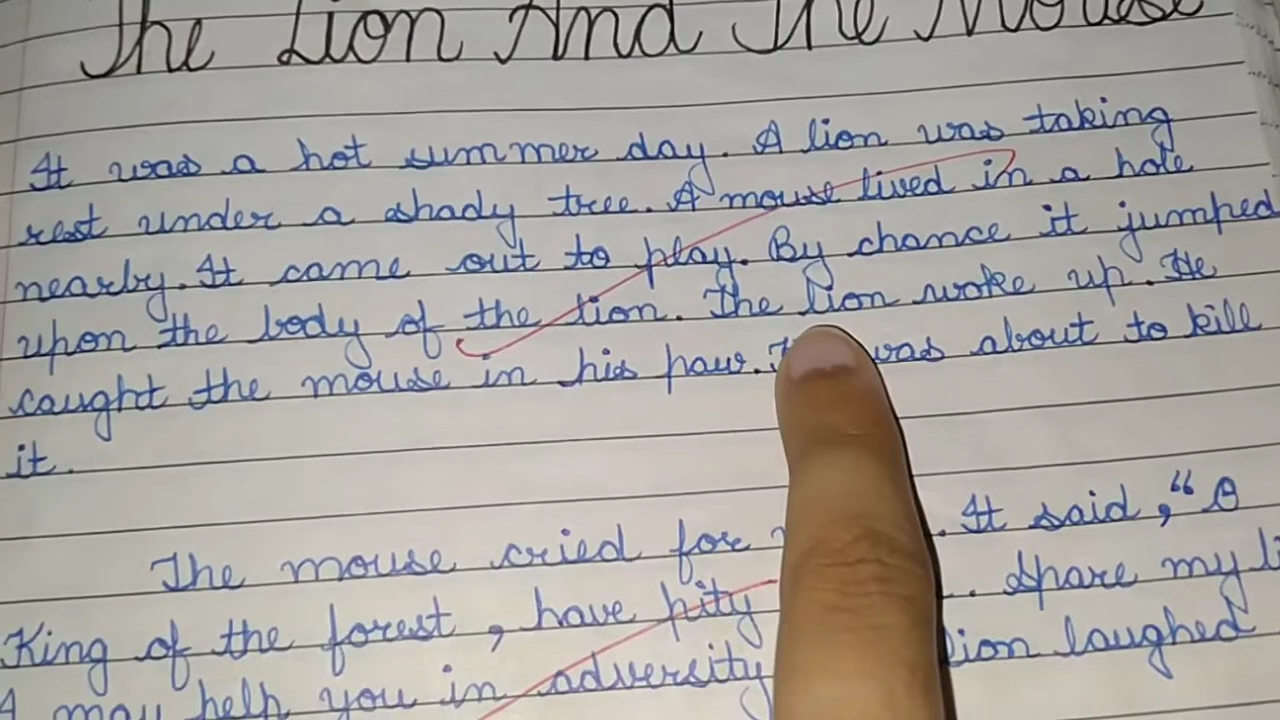 The Lion And The Mouse
It was a hot summer day. A lion was taking
rest under a shady tree. A mouse lived in a hole
nearby. It came out to play. By chance it jumped
upon the body of the lion. The lion woke up. He
caught the mouse in his paw. was about to kill
it.
The mouse cried for . It said, “O
King of the forest, have pity . Spare my
I may help you in adversity lion laughed